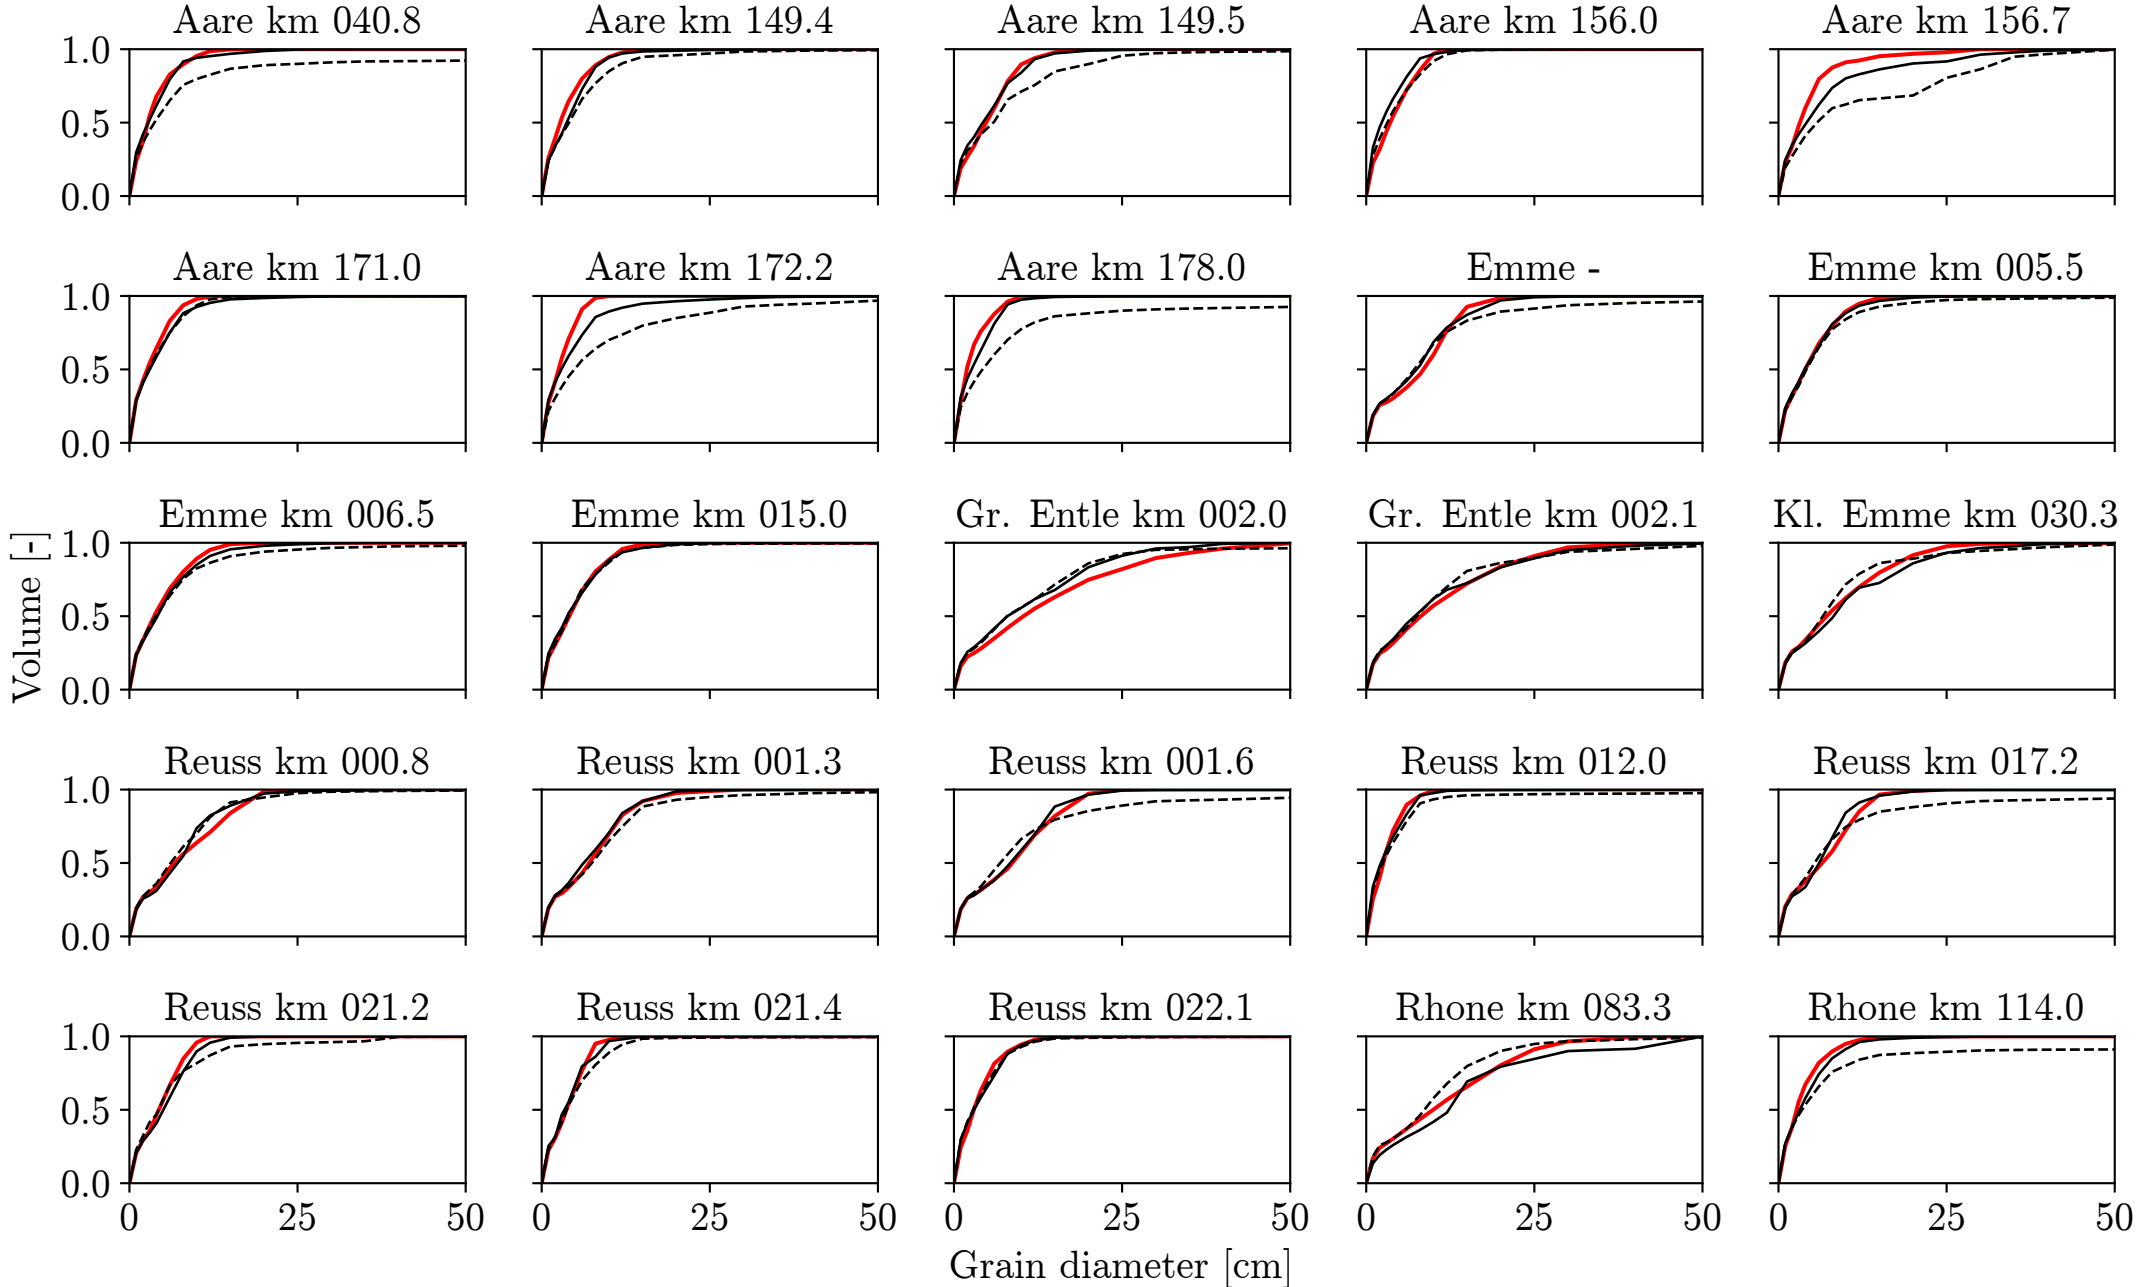 Aare km 040.8 Aare km 149.4 Aare km 149.5 Aare km 156.0 Aare km 156.7
1.0
0.5
0.0
Aare km 171.0 Aare km 172.2 Aare km 178.0 Emme - Emme km 005.5
1.0
0.5
0.0
Emme km 006.5 Emme km 015.0 Gr. Entle km 002.0 Gr. Entle km 002.1 Kl. Emme km 030.3
1.0
0.5
0.0
Volume [-]
Reuss km 000.8 Reuss km 001.3 Reuss km 001.6 Reuss km 012.0 Reuss km 017.2
1.0
0.5
0.0
Reuss km 021.2 Reuss km 021.4 Reuss km 022.1 Rhone km 083.3 Rhone km 114.0
1.0
0.5
0.0
0 25 50 0 25 50 0 25 50 0 25 50 0 25 50
Grain diameter [cm]